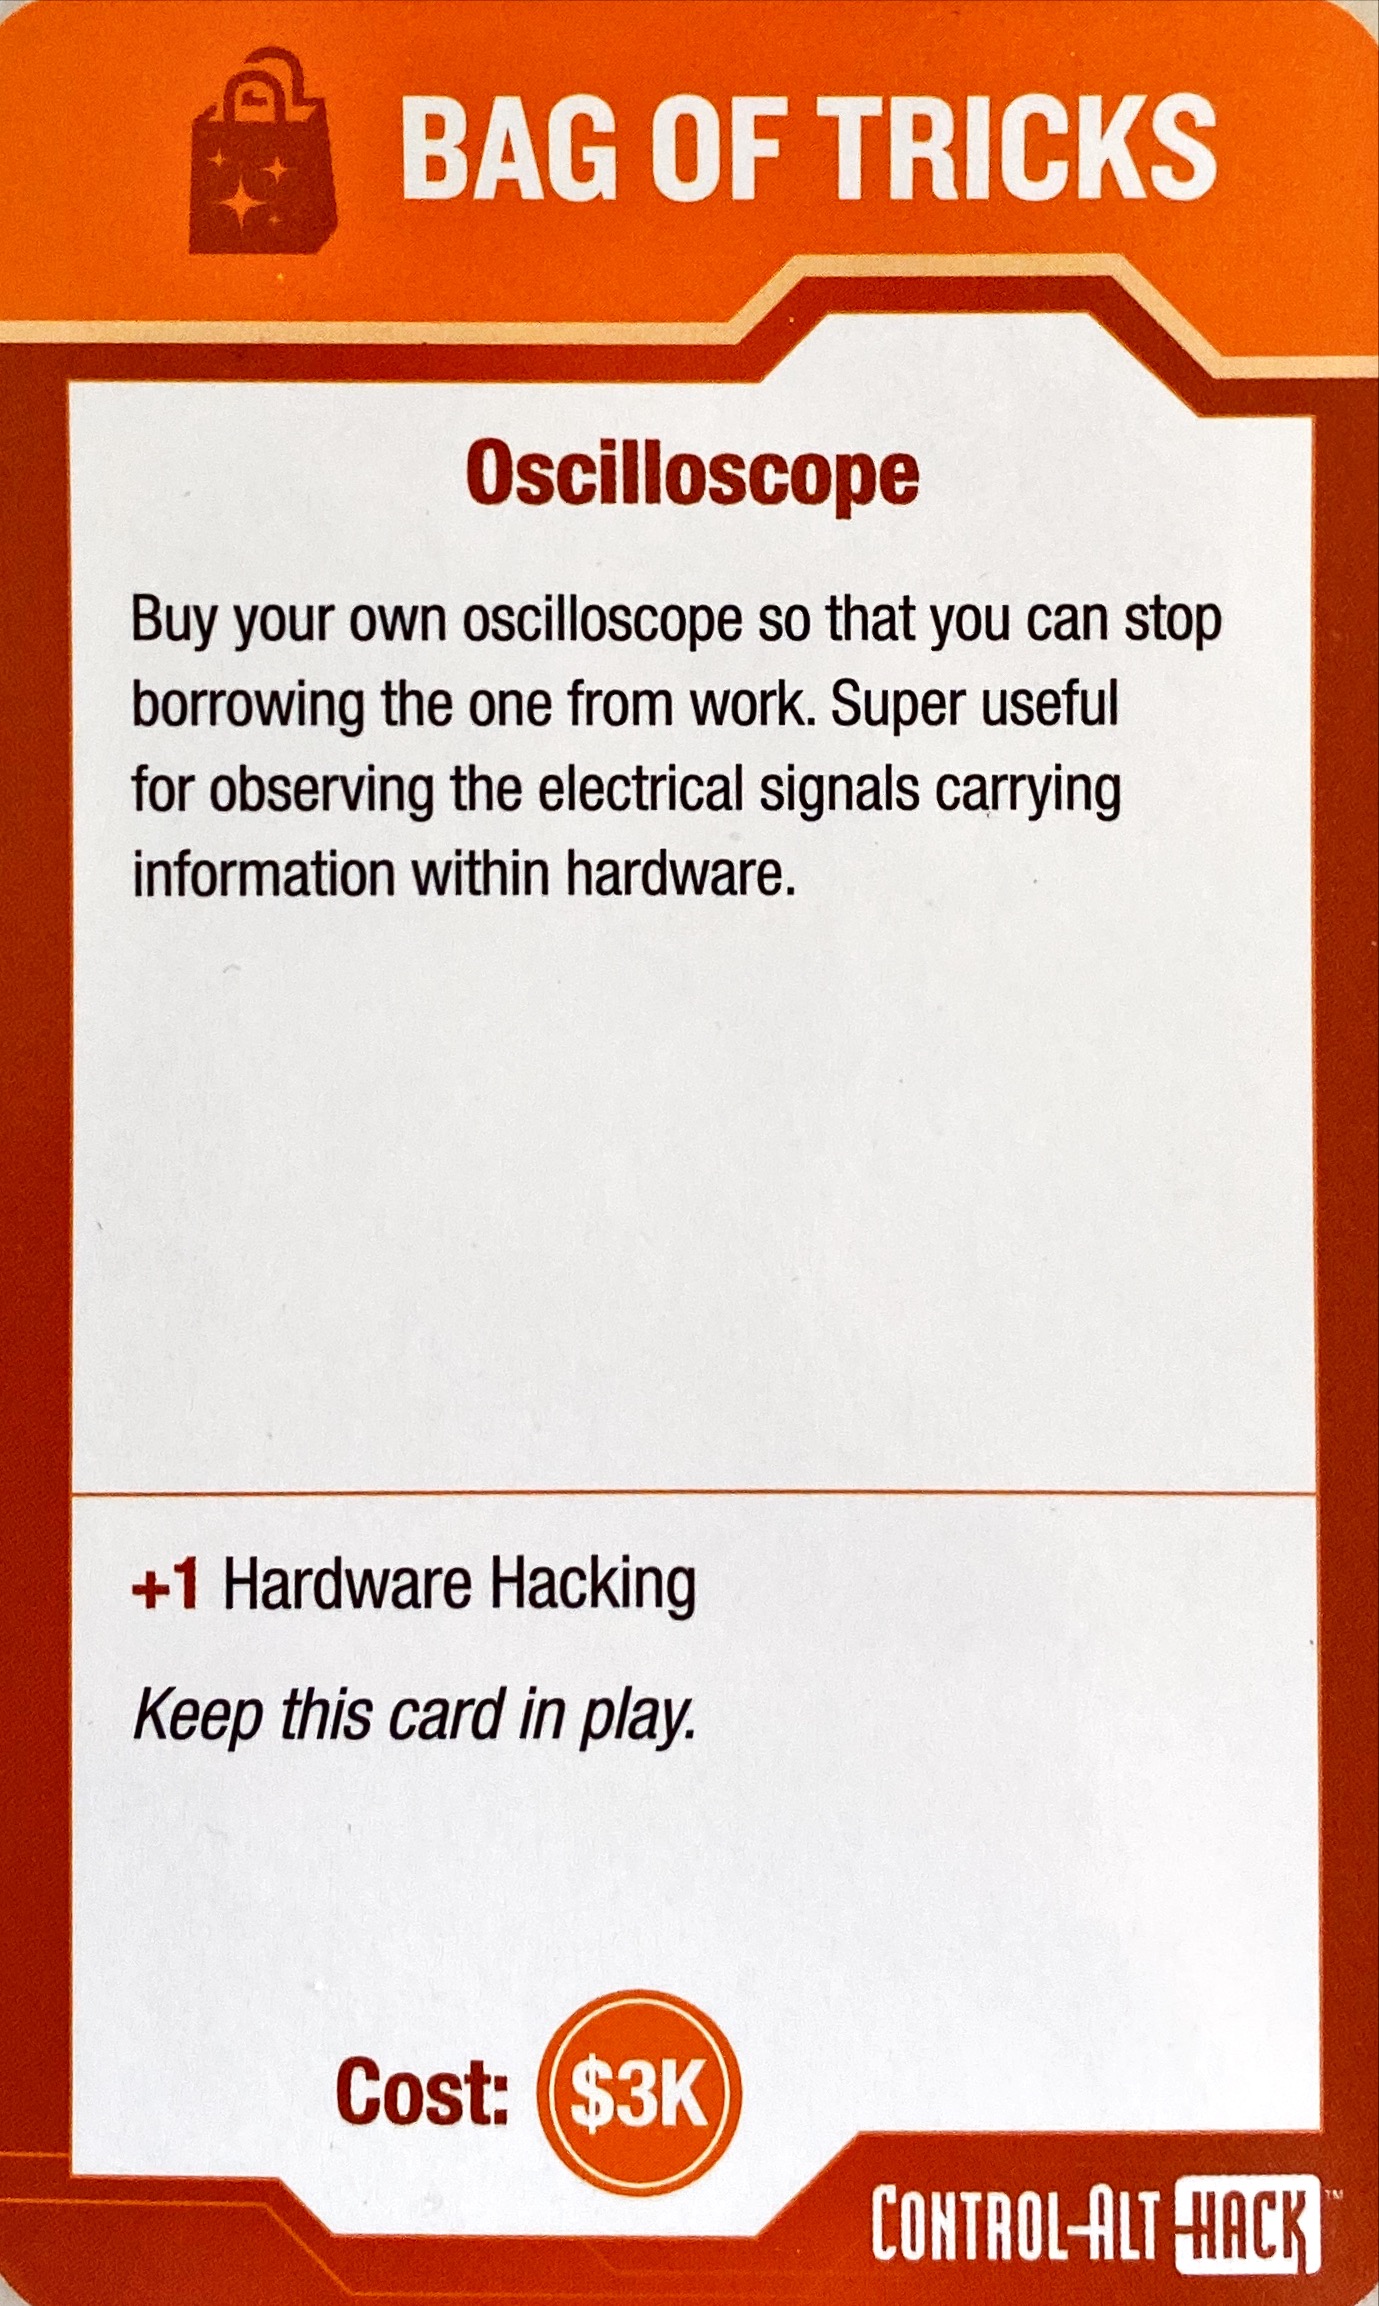 BAG OF TRICKS
Oscilloscope
Buy your own oscilloscope so that you can stop
borrowing the one from work. Super useful
for observing the electrical signals carrying
information within hardware.
+1 Hardware Hacking
Keep this card in play.
Cost: $3K
CONTROL-ALT-HACK™